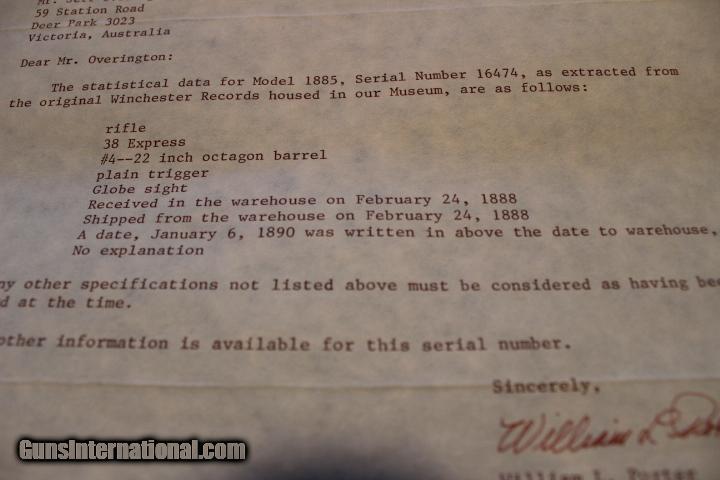 59 Station Road
Deer Park 3023
Victoria, Australia
Dear Mr. Overington:
The statistical data for Model 1885, Serial Number 16474, as extracted from
the original Winchester Records housed in our Museum, are as follows:
rifle
38 Express
#4--22 inch octagon barrel
plain trigger
Globe sight
Received in the warehouse on February 24, 1888
Shipped from the warehouse on February 24, 1888
A date, January 6, 1890 was written in above the date to warehouse,
No explanation
ny other specifications not listed above must be considered as having bee
d at the time.
other information is available for this serial number.
Sincerely,
William L.
William L.
GunsInternational.com